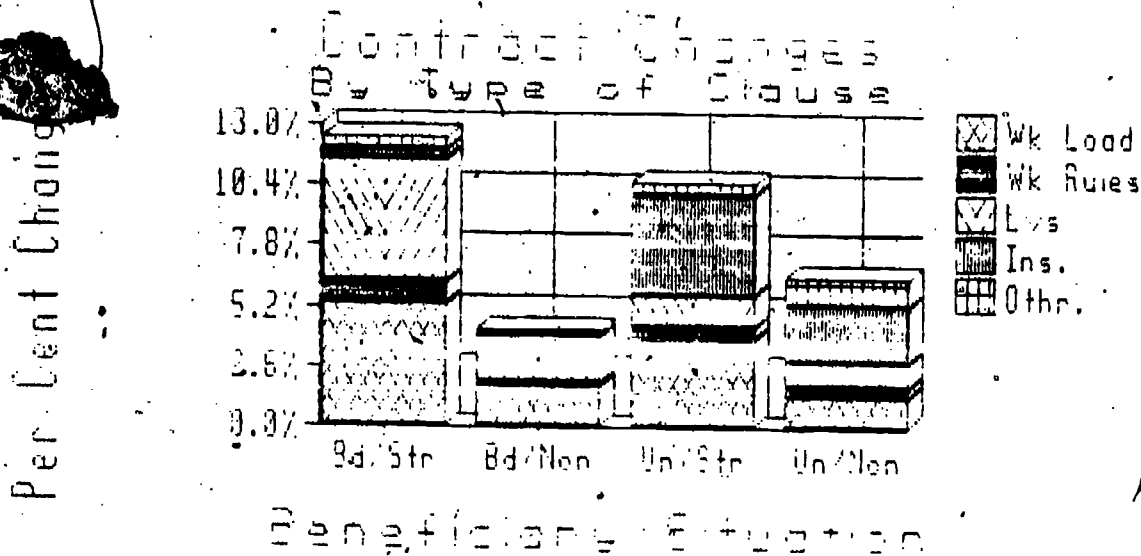 Contract Changes
By Type of Clause
13.0%
10.4%
7.8%
5.2%
2.6%
0.0%
Per Cent Chang
Bd/Str
Bd/Non
Un/Str
Un/Non
Beneficiary Situation
Wk Load
Wk Rules
Lvs
Ins.
Othr.